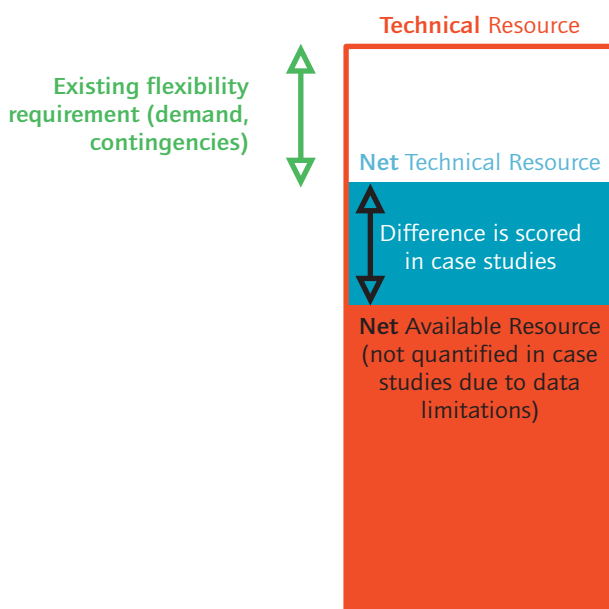 Technical Resource
Existing flexibility
requirement (demand,
contingencies)
Net Technical Resource
Difference is scored
in case studies
Net Available Resource
(not quantified in case
studies due to data
limitations)